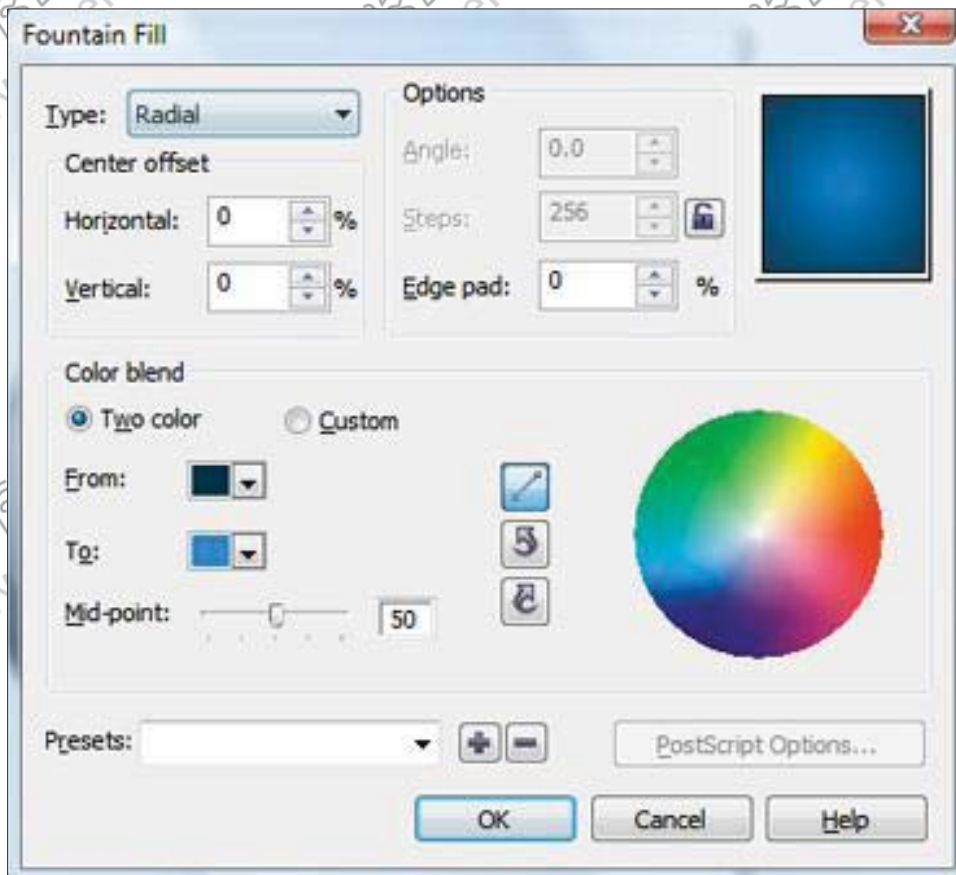 Fountain Fill
Type: Radial
Options
Center offset
Angle: 0.0
Horizontal: 0 %
Steps: 256
Vertical: 0 %
Edge pad: 0 %
Color blend
Two color Custom
From:
To:
Mid-point: 50
Presets:
PostScript Options...
OK Cancel Help